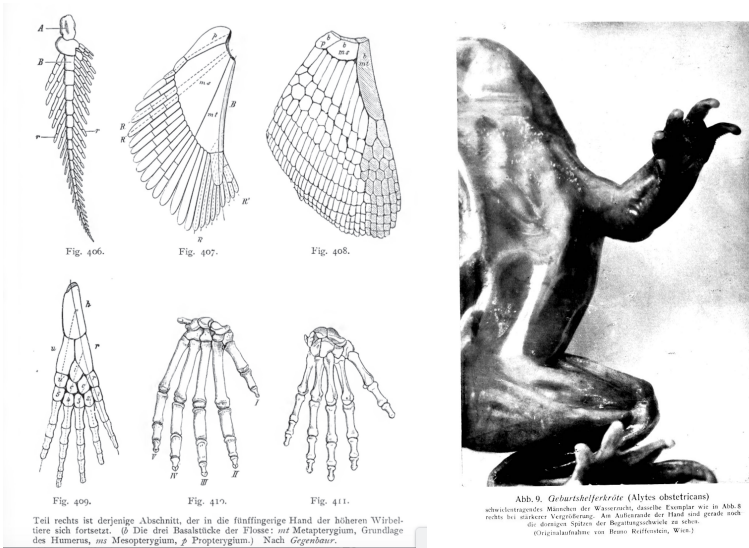 A
B
r
r
Fig. 406.
p
ms
mt
B
R
R
R'
R
Fig. 407.
b
p
b
ms
b
mt
Fig. 408.
h
u
r
Fig. 409.
I
V
IV
III
II
Fig. 410.
Fig. 411.
Teil rechts ist derjenige Abschnitt, der in die fünffingerige Hand der höheren Wirbel-
tiere sich fortsetzt. (b Die drei Basalstücke der Flosse: mt Metapterygium, Grundlage
des Humerus, ms Mesopterygium, p Propterygium.) Nach Gegenbaur.
Abb. 9. Geburtshelferkröte (Alytes obstetricans)
schwielentragendes Männchen der Wasserzucht, dasselbe Exemplar wie in Abb. 8
rechts bei stärkerer Vergrößerung. Am Außenrande der Hand sind gerade noch
die dornigen Spitzen der Begattungsschwiele zu sehen.
(Originalaufnahme von Bruno Reiffenstein, Wien.)